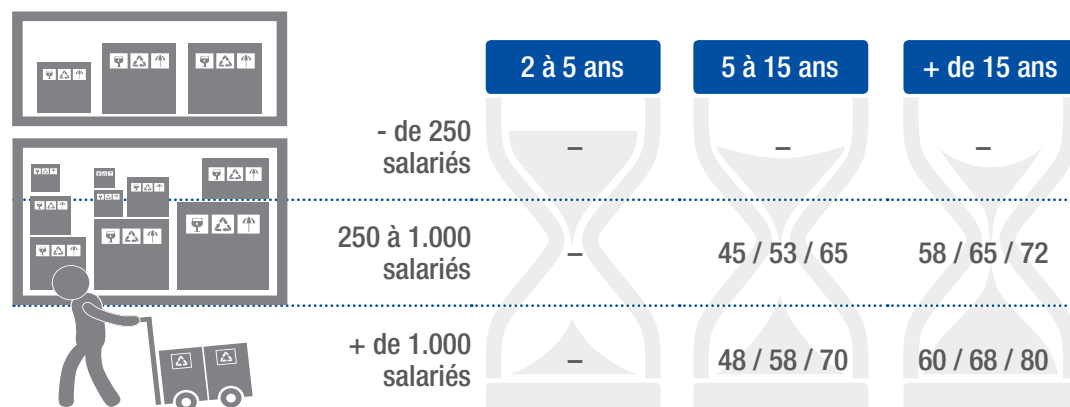 2 à 5 ans
5 à 15 ans
+ de 15 ans
- de 250
salariés
–
–
–
250 à 1.000
salariés
–
45 / 53 / 65
58 / 65 / 72
+ de 1.000
salariés
–
48 / 58 / 70
60 / 68 / 80